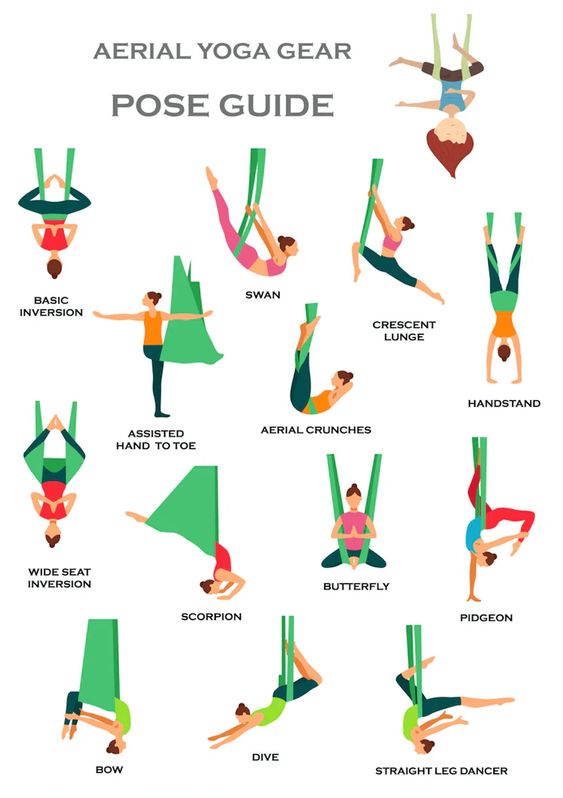 AERIAL YOGA GEAR
POSE GUIDE
BASIC
INVERSION
SWAN
CRESCENT
LUNGE
HANDSTAND
ASSISTED
HAND TO TOE
AERIAL CRUNCHES
WIDE SEAT
INVERSION
SCORPION
BUTTERFLY
PIDGEON
BOW
DIVE
STRAIGHT LEG DANCER